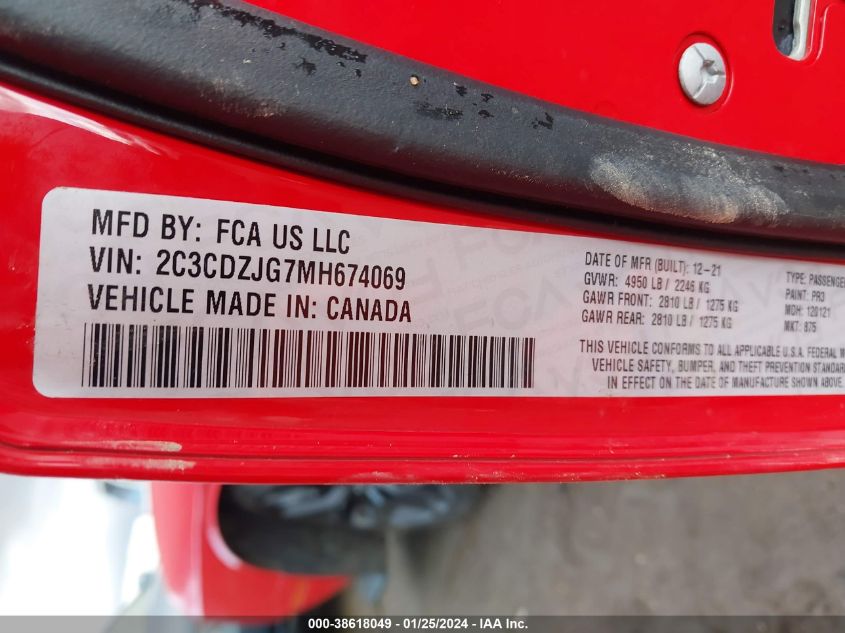 MFD BY: FCA US LLC
VIN: 2C3CDZJG7MH674069
VEHICLE MADE IN: CANADA
DATE OF MFR (BUILT): 12-21
GVWR: 4950 LB / 2246 KG
GAWR FRONT: 2810 LB / 1275 KG
GAWR REAR: 2810 LB / 1275 KG
TYPE: PASSENGER
PAINT: PR3
MDH: 120121
MKT: 875
THIS VEHICLE CONFORMS TO ALL APPLICABLE U.S.A. FEDERAL M
VEHICLE SAFETY, BUMPER, AND THEFT PREVENTION STANDAR
IN EFFECT ON THE DATE OF MANUFACTURE SHOWN ABOVE.
000-38618049 - 01/25/2024 - IAA Inc.